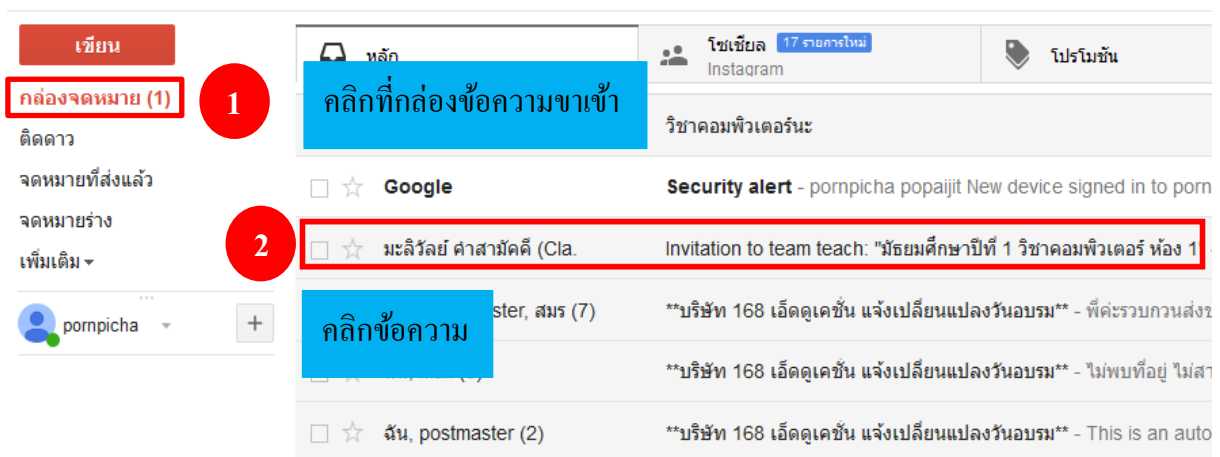 เขียน
หลัก
โซเชียล 17 รายการใหม่
Instagram
โปรโมชัน
กล่องจดหมาย (1)
1
คลิกที่กล่องข้อความขาเข้า
วิชาคอมพิวเตอร์นะ
ติดดาว
จดหมายที่ส่งแล้ว
Google Security alert - pornpicha popaijit New device signed in to porn
จดหมายร่าง
2
มะลิวัลย์ คำสามัคคี (Cla. Invitation to team teach: "มัธยมศึกษาปีที่ 1 วิชาคอมพิวเตอร์ ห้อง 1"
เพิ่มเติม
pornpicha
+
คลิกข้อความ
ster, สมร (7) **บริษัท 168 เอ็ดดูเคชั่น แจ้งเปลี่ยนแปลงวันอบรม** - พี่ค่ะรวบกวนส่ง
**บริษัท 168 เอ็ดดูเคชั่น แจ้งเปลี่ยนแปลงวันอบรม** - ไม่พบที่อยู่ ไม่สา
ฉัน, postmaster (2) **บริษัท 168 เอ็ดดูเคชั่น แจ้งเปลี่ยนแปลงวันอบรม** - This is an auto